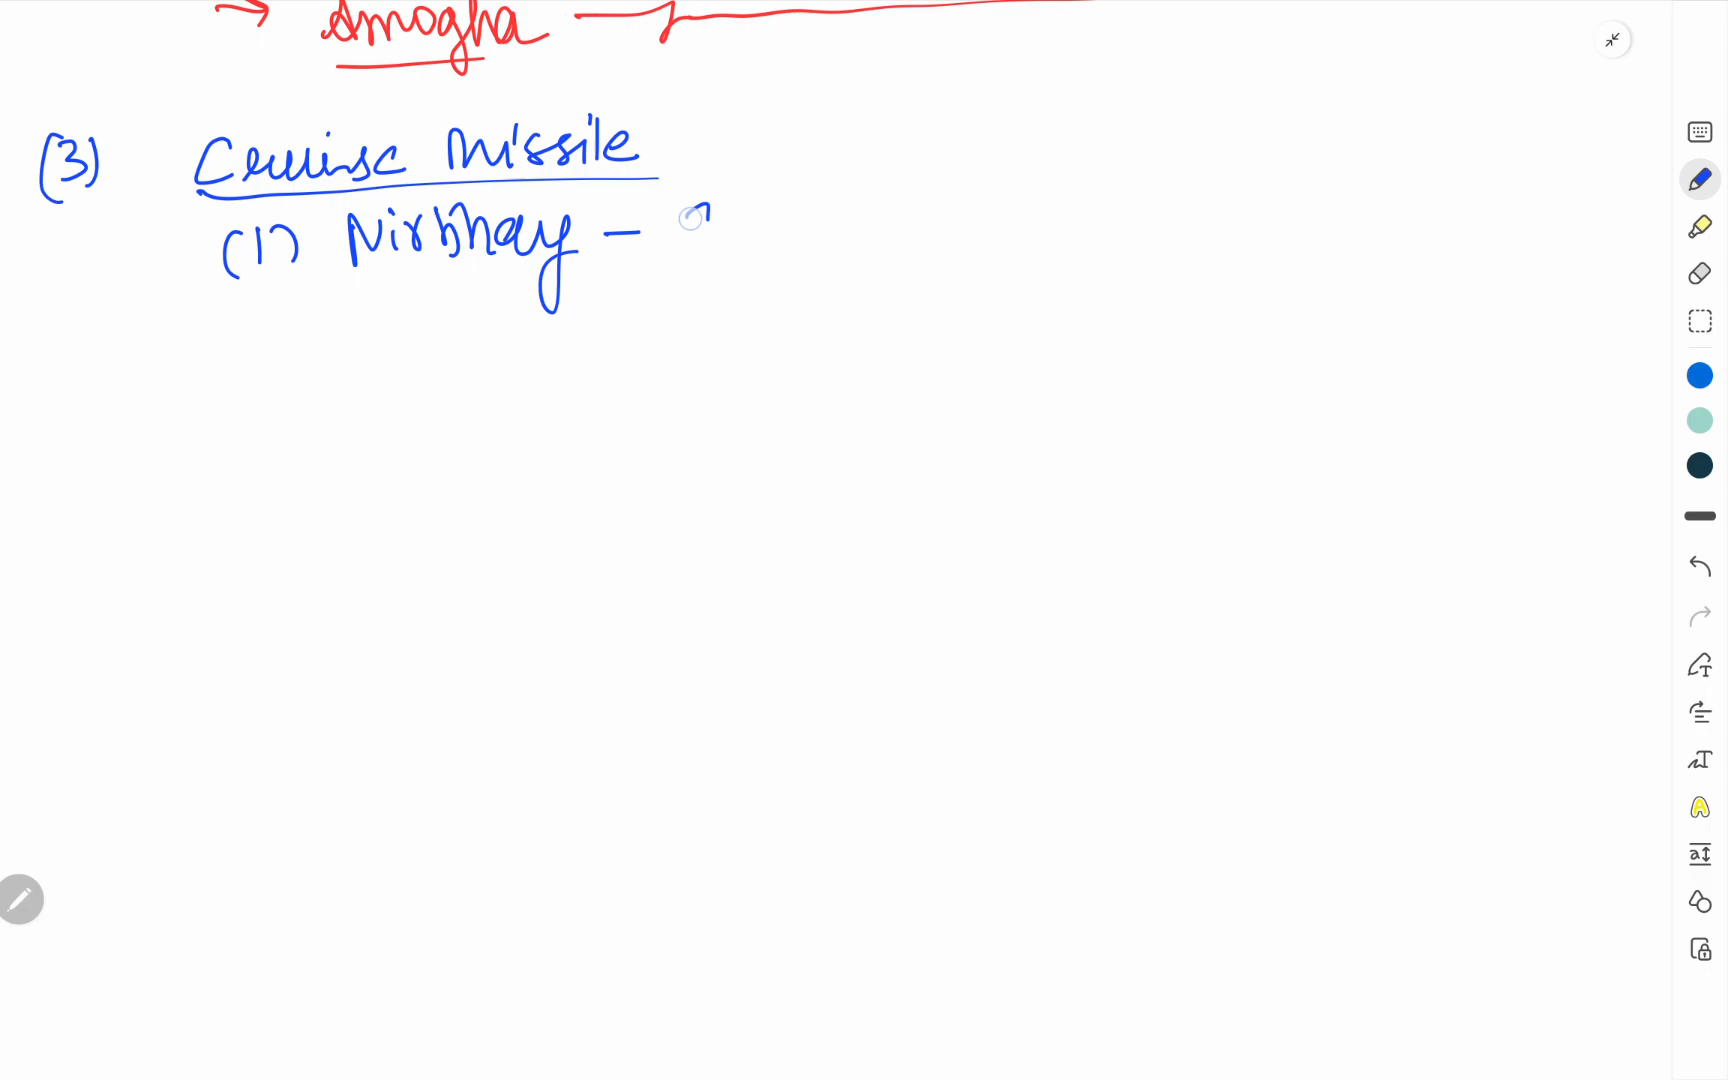 → Amogha —
(3) Cruise Missile
(1) Nirbhay –